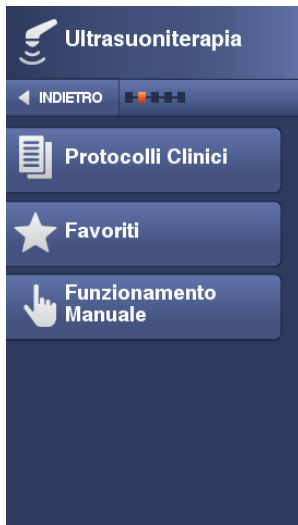 Ultrasuoniterapia
INDIETRO
Protocolli Clinici
Favoriti
Funzionamento
Manuale